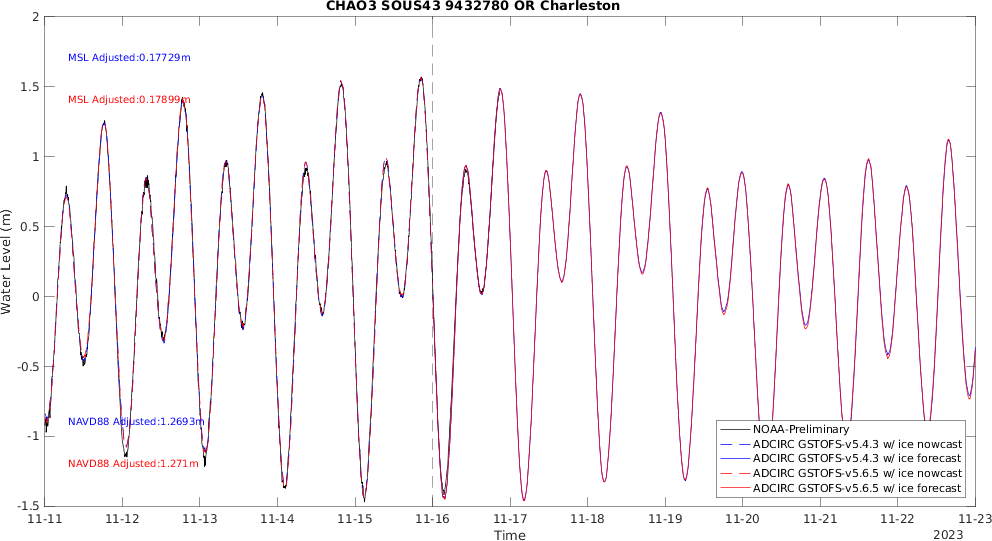 CHAO3 SOUS43 9432780 OR Charleston
2
1.5
1
0.5
0
-0.5
-1
-1.5
Water Level (m)
MSL Adjusted:0.17729m
MSL Adjusted:0.17899m
NAVD88 Adjusted:1.2693m
NAVD88 Adjusted:1.271m
NOAA-Preliminary
ADCIRC GSTOFS-v5.4.3 w/ ice nowcast
ADCIRC GSTOFS-v5.4.3 w/ ice forecast
ADCIRC GSTOFS-v5.6.5 w/ ice nowcast
ADCIRC GSTOFS-v5.6.5 w/ ice forecast
11-11 11-12 11-13 11-14 11-15 11-16 11-17 11-18 11-19 11-20 11-21 11-22 11-23
Time
2023